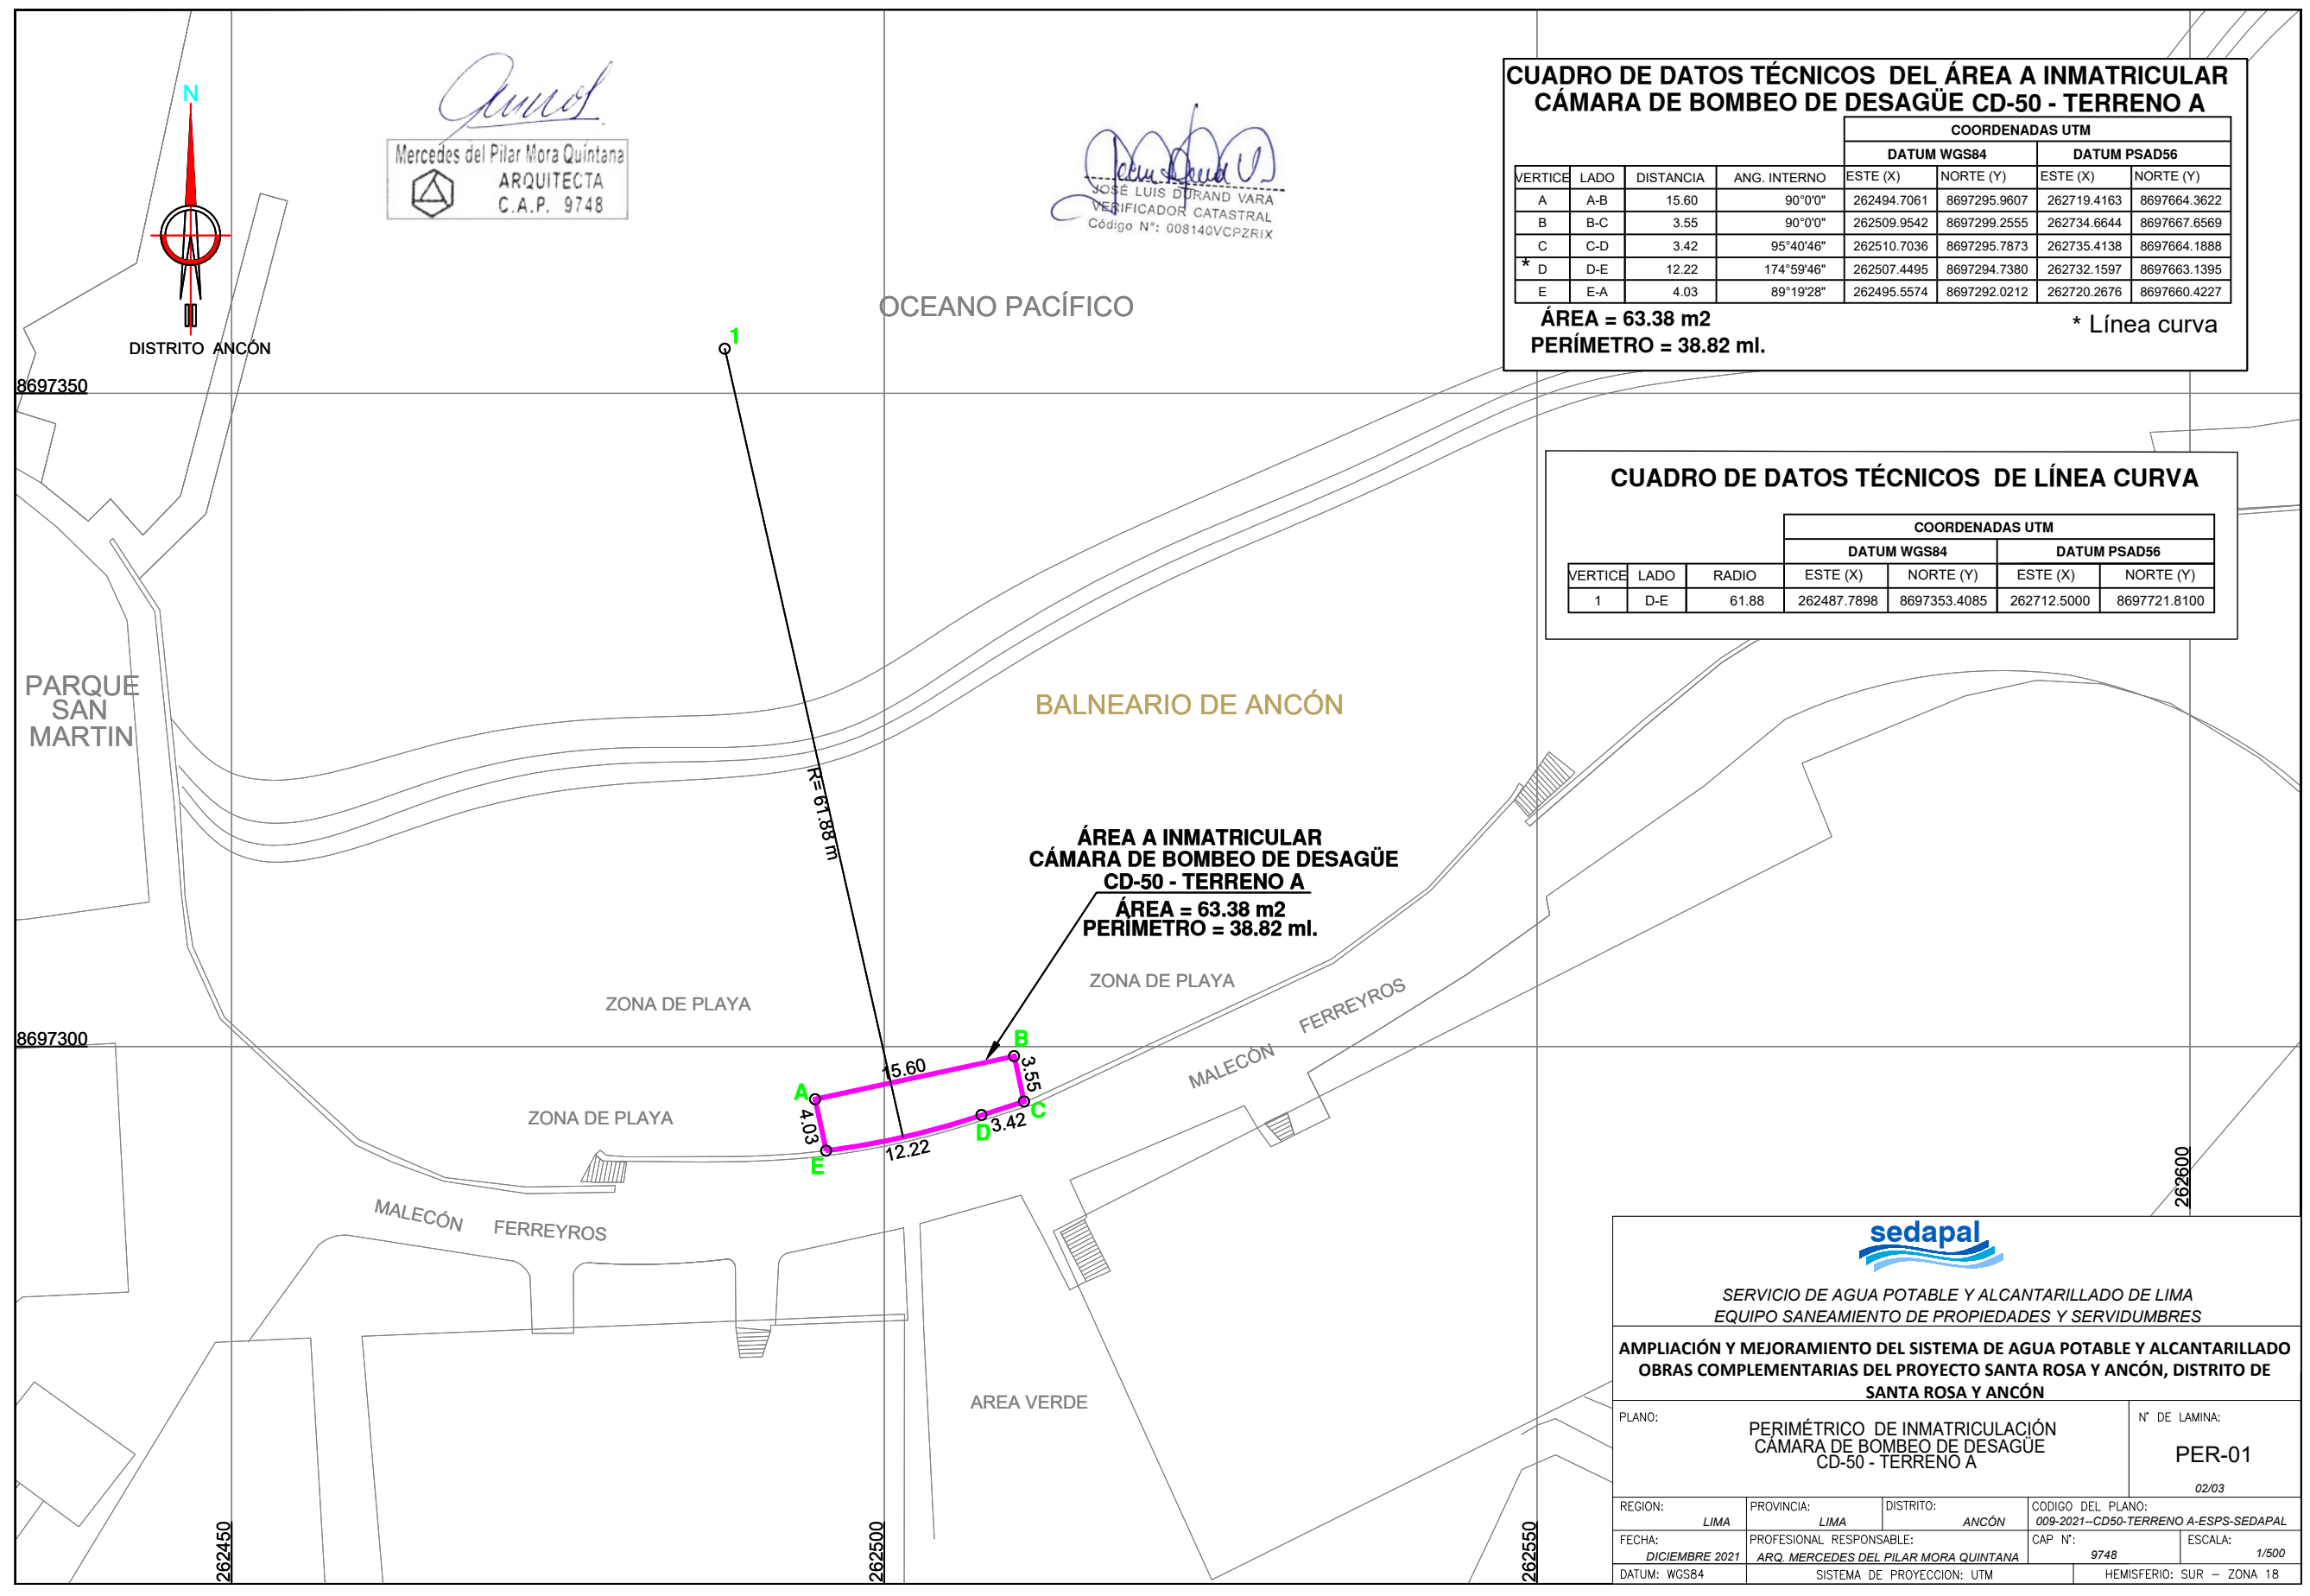 N
DISTRITO ANCÓN
Mercedes del Pilar Mora Quintana
ARQUITECTA
C.A.P. 9748
JOSÉ LUIS DURAND VARA
VERIFICADOR CATASTRAL
Código N°: 008140VCPZRIX
CUADRO DE DATOS TÉCNICOS DEL ÁREA A INMATRICULAR
CÁMARA DE BOMBEO DE DESAGÜE CD-50 - TERRENO A
COORDENADAS UTM
DATUM WGS84 DATUM PSAD56
VERTICE LADO DISTANCIA ANG. INTERNO ESTE (X) NORTE (Y) ESTE (X) NORTE (Y)
A A-B 15.60 90°0'0" 262494.7061 8697295.9607 262719.4163 8697664.3622
B B-C 3.55 90°0'0" 262509.9542 8697299.2555 262734.6644 8697667.6569
C C-D 3.42 95°40'46" 262510.7036 8697295.7873 262735.4138 8697664.1888
* D D-E 12.22 174°59'46" 262507.4495 8697294.7380 262732.1597 8697663.1395
E E-A 4.03 89°19'28" 262495.5574 8697292.0212 262720.2676 8697660.4227
ÁREA = 63.38 m2
* Línea curva
PERÍMETRO = 38.82 ml.
OCEANO PACÍFICO
1
8697350
CUADRO DE DATOS TÉCNICOS DE LÍNEA CURVA
COORDENADAS UTM
DATUM WGS84 DATUM PSAD56
VERTICE LADO RADIO ESTE (X) NORTE (Y) ESTE (X) NORTE (Y)
1 D-E 61.88 262487.7898 8697353.4085 262712.5000 8697721.8100
PARQUE
SAN
MARTIN
BALNEARIO DE ANCÓN
R= 61.88 m
ÁREA A INMATRICULAR
CÁMARA DE BOMBEO DE DESAGÜE
CD-50 - TERRENO A
ÁREA = 63.38 m2
PERÍMETRO = 38.82 ml.
ZONA DE PLAYA
ZONA DE PLAYA
MALECÓN FERREYROS
8697300
B
15.60
3.55
A
C
4.03
D
3.42
12.22
E
ZONA DE PLAYA
MALECÓN FERREYROS
AREA VERDE
262450
262500
262550
262600
sedapal
SERVICIO DE AGUA POTABLE Y ALCANTARILLADO DE LIMA
EQUIPO SANEAMIENTO DE PROPIEDADES Y SERVIDUMBRES
AMPLIACIÓN Y MEJORAMIENTO DEL SISTEMA DE AGUA POTABLE Y ALCANTARILLADO
OBRAS COMPLEMENTARIAS DEL PROYECTO SANTA ROSA Y ANCÓN, DISTRITO DE
SANTA ROSA Y ANCÓN
PLANO:
PERIMÉTRICO DE INMATRICULACIÓN
CÁMARA DE BOMBEO DE DESAGÜE
CD-50 - TERRENO A
N° DE LAMINA:
PER-01
02/03
REGION: LIMA
PROVINCIA: LIMA
DISTRITO: ANCÓN
CODIGO DEL PLANO:
009-2021--CD50-TERRENO A-ESPS-SEDAPAL
FECHA:
DICIEMBRE 2021
PROFESIONAL RESPONSABLE:
ARQ. MERCEDES DEL PILAR MORA QUINTANA
CAP N°:
9748
ESCALA:
1/500
DATUM: WGS84
SISTEMA DE PROYECCION: UTM
HEMISFERIO: SUR - ZONA 18